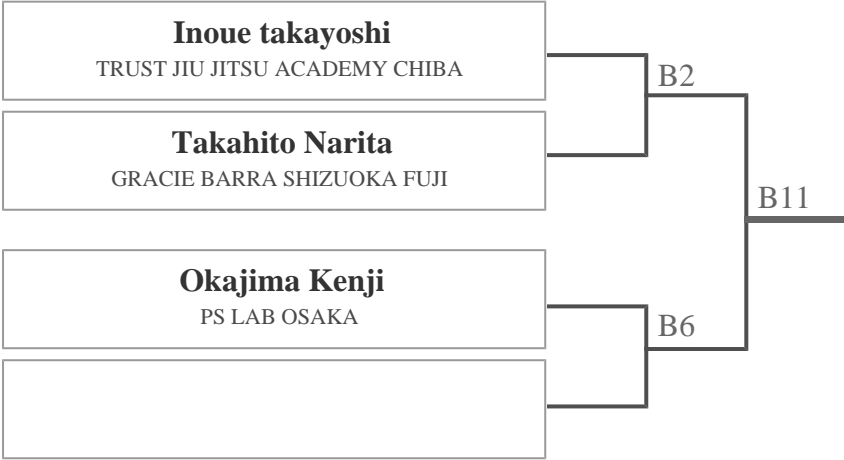 Inoue takayoshi
TRUST JIU JITSU ACADEMY CHIBA
B2
Takahito Narita
GRACIE BARRA SHIZUOKA FUJI
B11
Okajima Kenji
PS LAB OSAKA
B6